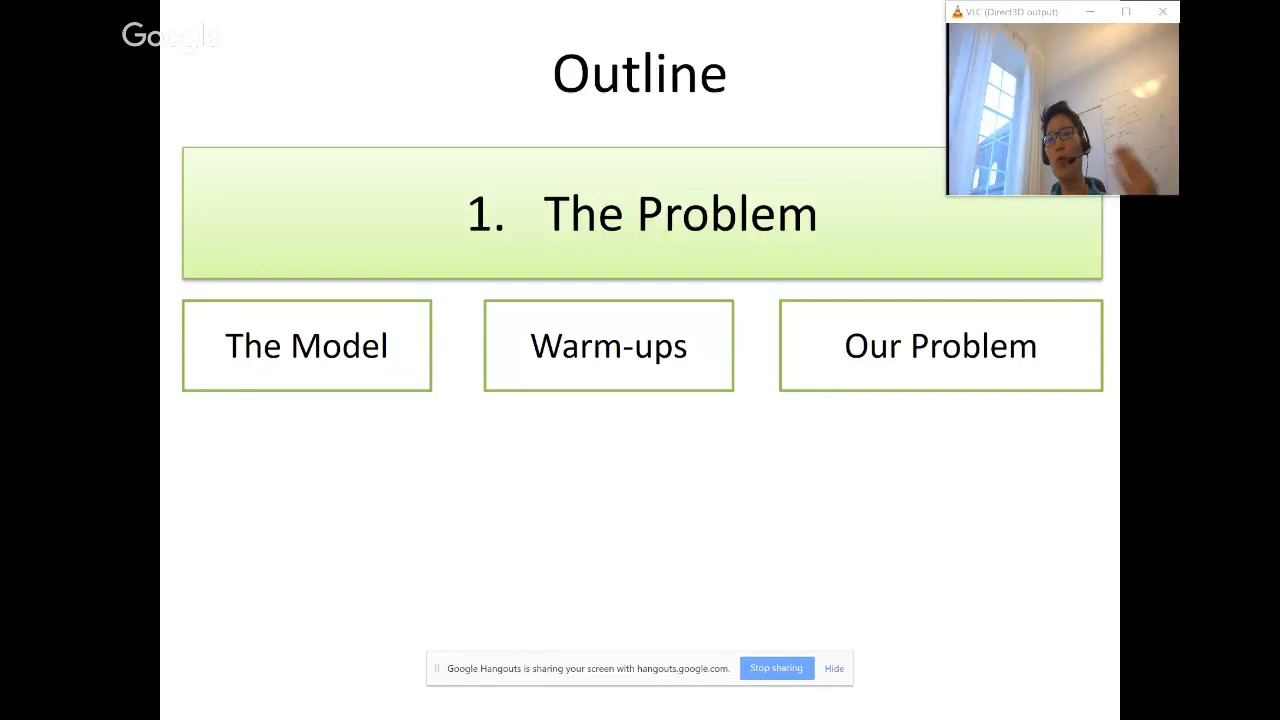 Google
VLC (Direct3D output)
Outline
1. The Problem
The Model
Warm-ups
Our Problem
Google Hangouts is sharing your screen with hangouts.google.com.
Stop sharing
Hide